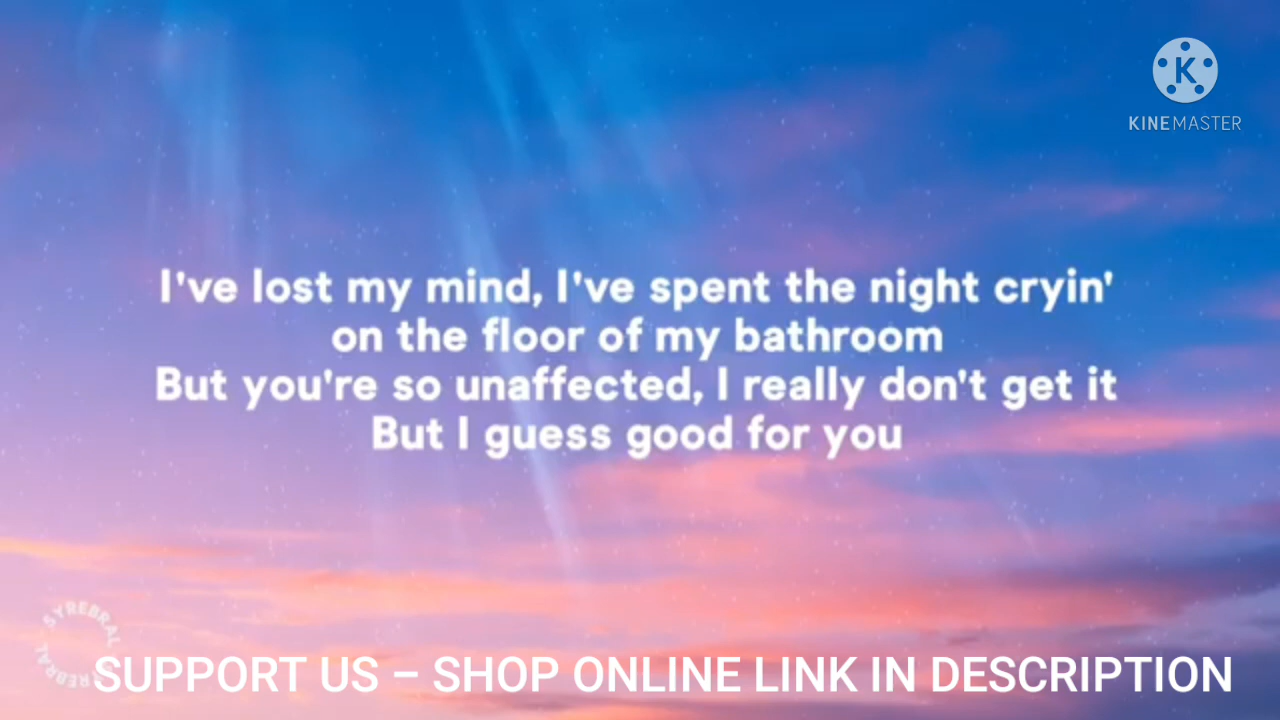 KINEMASTER
I've lost my mind, I've spent the night cryin'
on the floor of my bathroom
But you're so unaffected, I really don't get it
But I guess good for you
SYREBRAL
SUPPORT US – SHOP ONLINE LINK IN DESCRIPTION